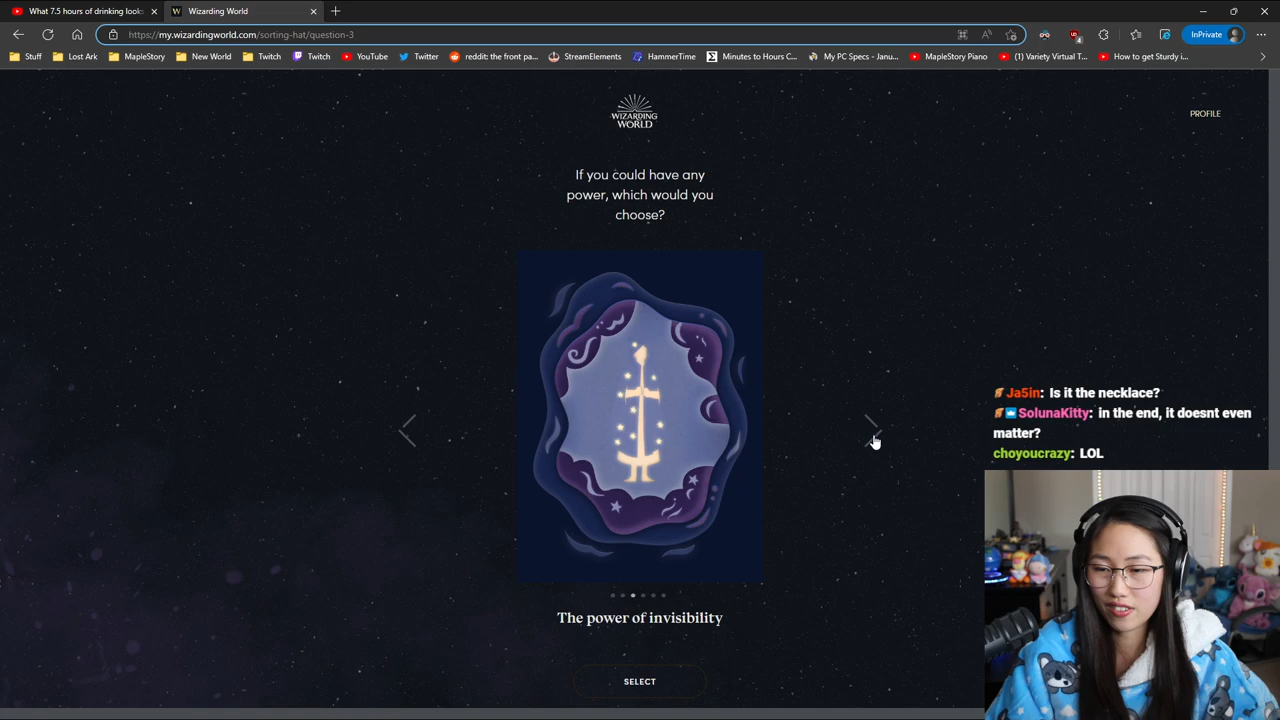 What 7.5 hours of drinking looks
Wizarding World
https://my.wizardingworld.com/sorting-hat/question-3
InPrivate
Stuff
Lost Ark
MapleStory
New World
Twitch
Twitch
YouTube
Twitter
reddit: the front pa...
StreamElements
HammerTime
Minutes to Hours C...
My PC Specs - Janu...
MapleStory Piano
(1) Variety Virtual T...
How to get Sturdy i...
WIZARDING
WORLD
PROFILE
If you could have any
power, which would you
choose?
Ja5in: Is it the necklace?
SolunaKitty: in the end, it doesnt even
matter?
choyoucrazy: LOL
The power of invisibility
SELECT